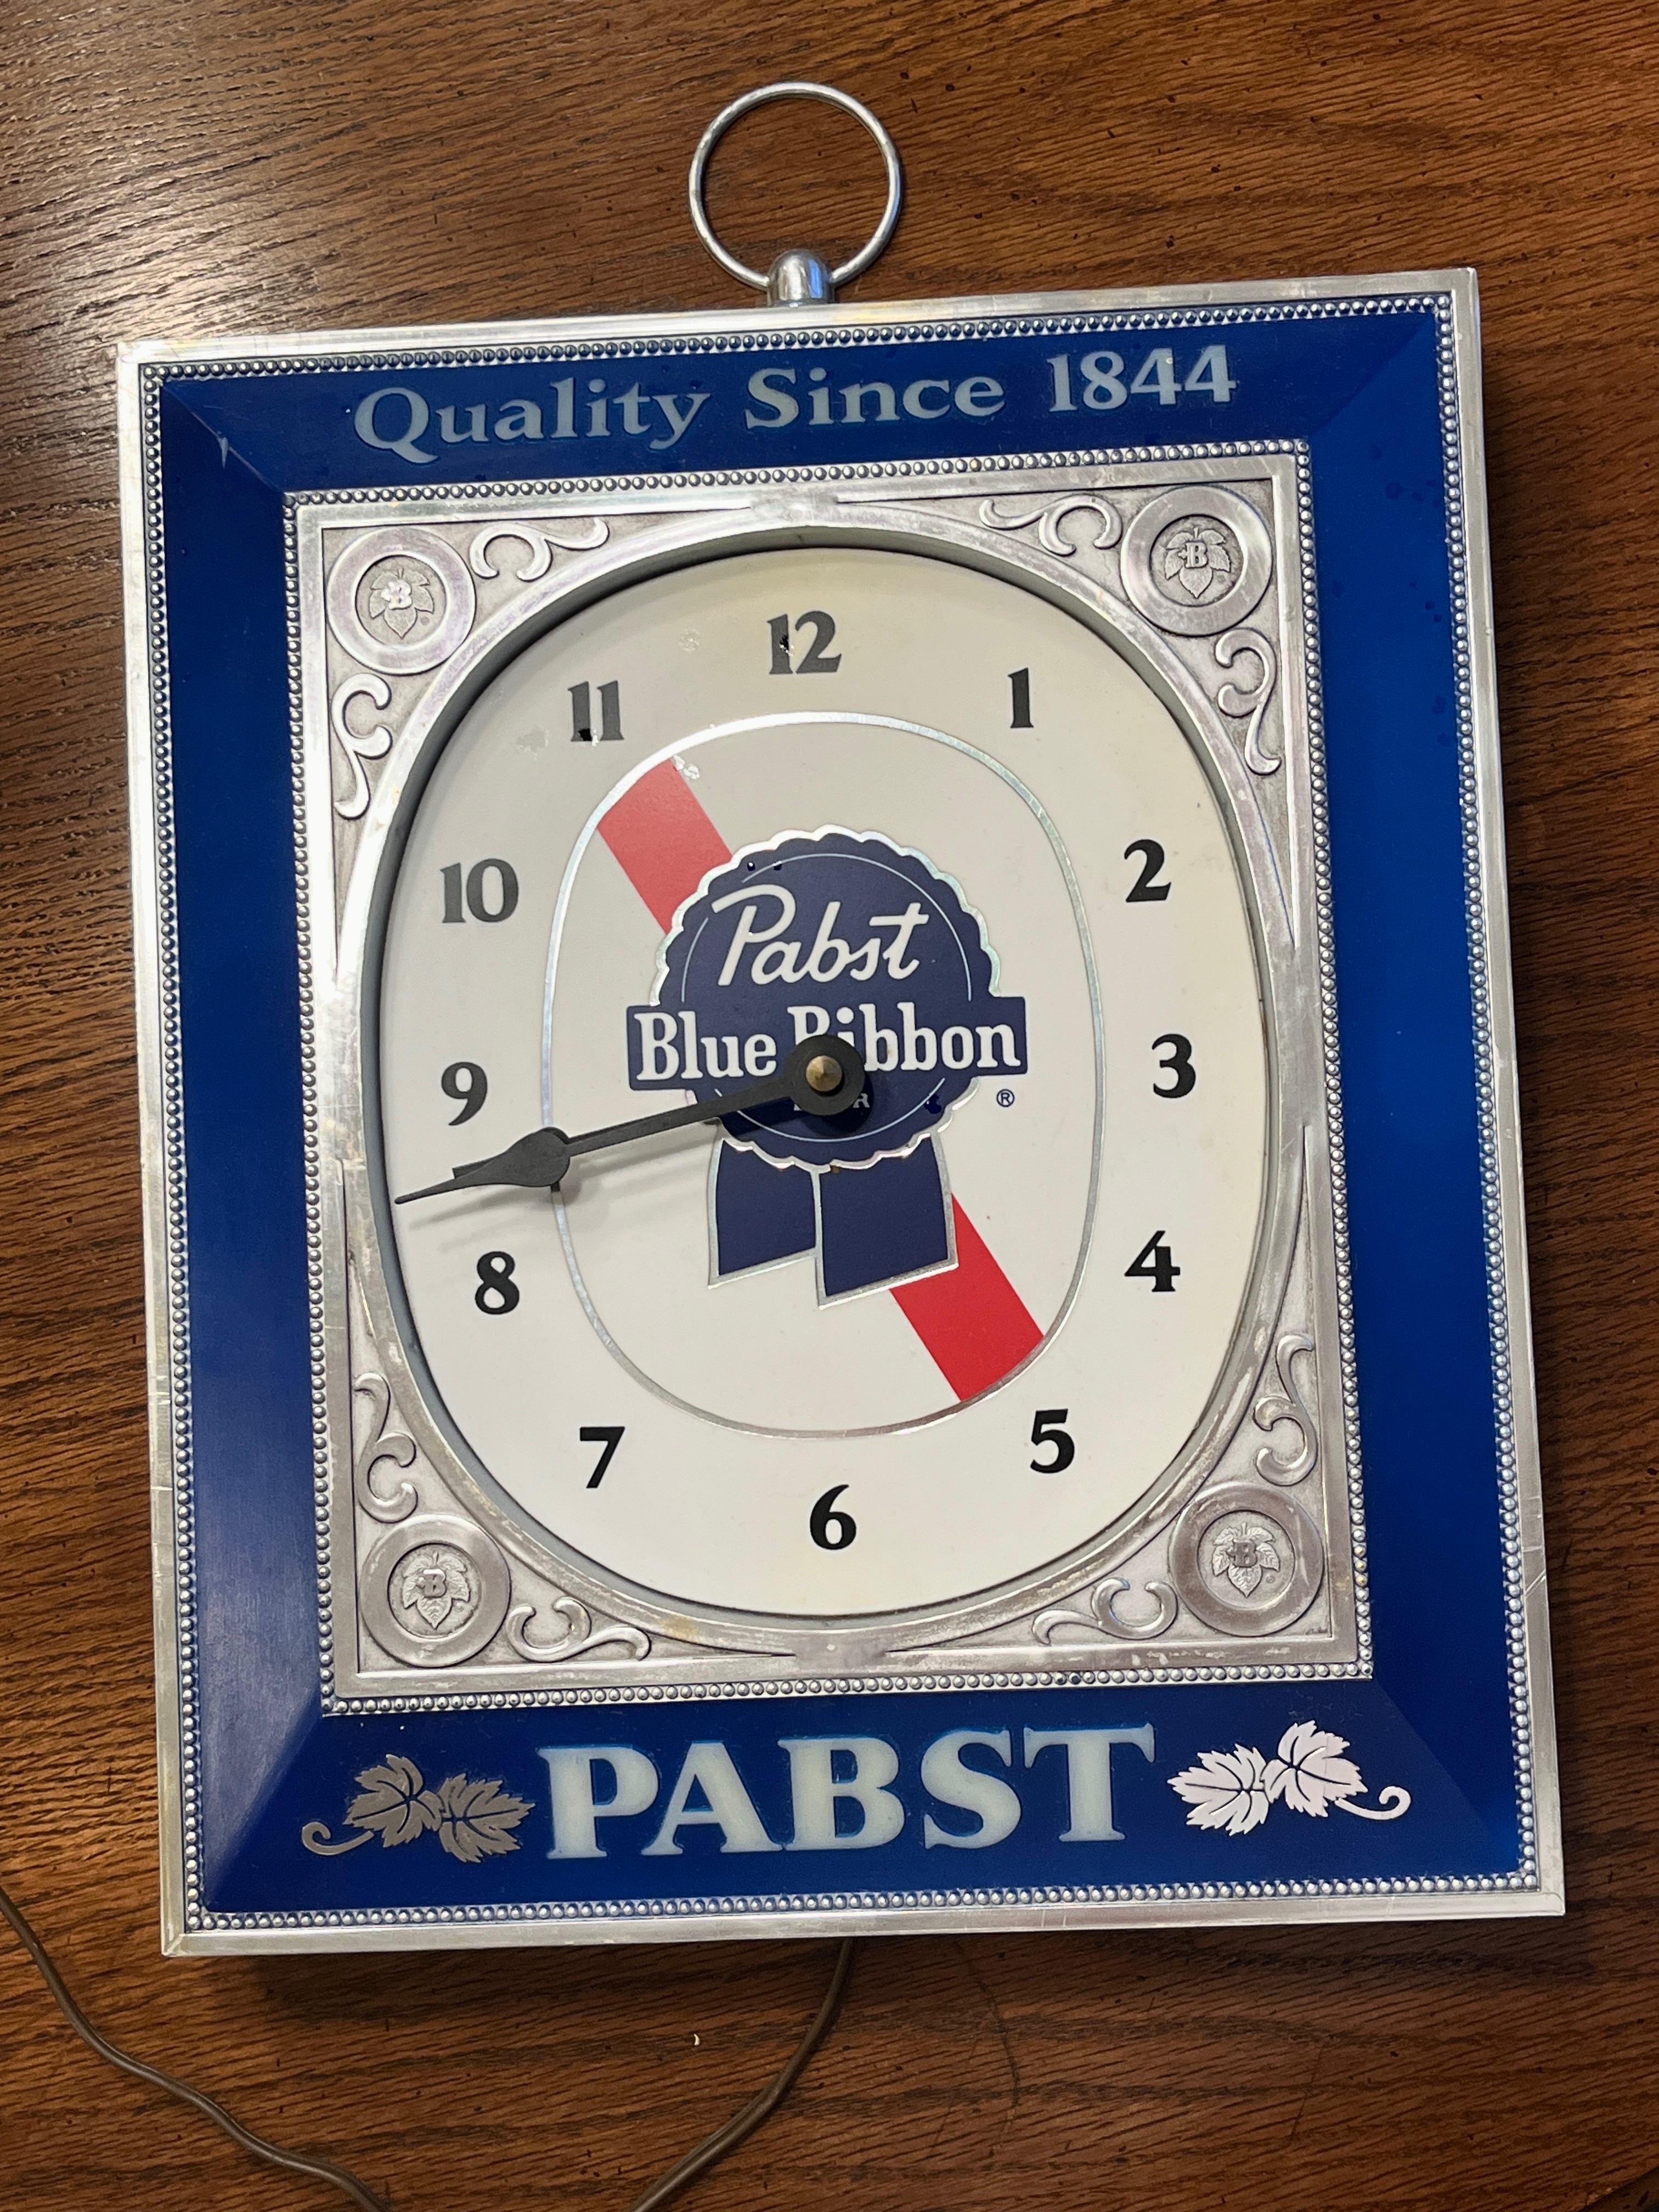 Quality Since 1844
B B
12
11 1
10 2
Pabst
Blue Ribbon
9 3
®
8 4
7 5
6
B B
PABST